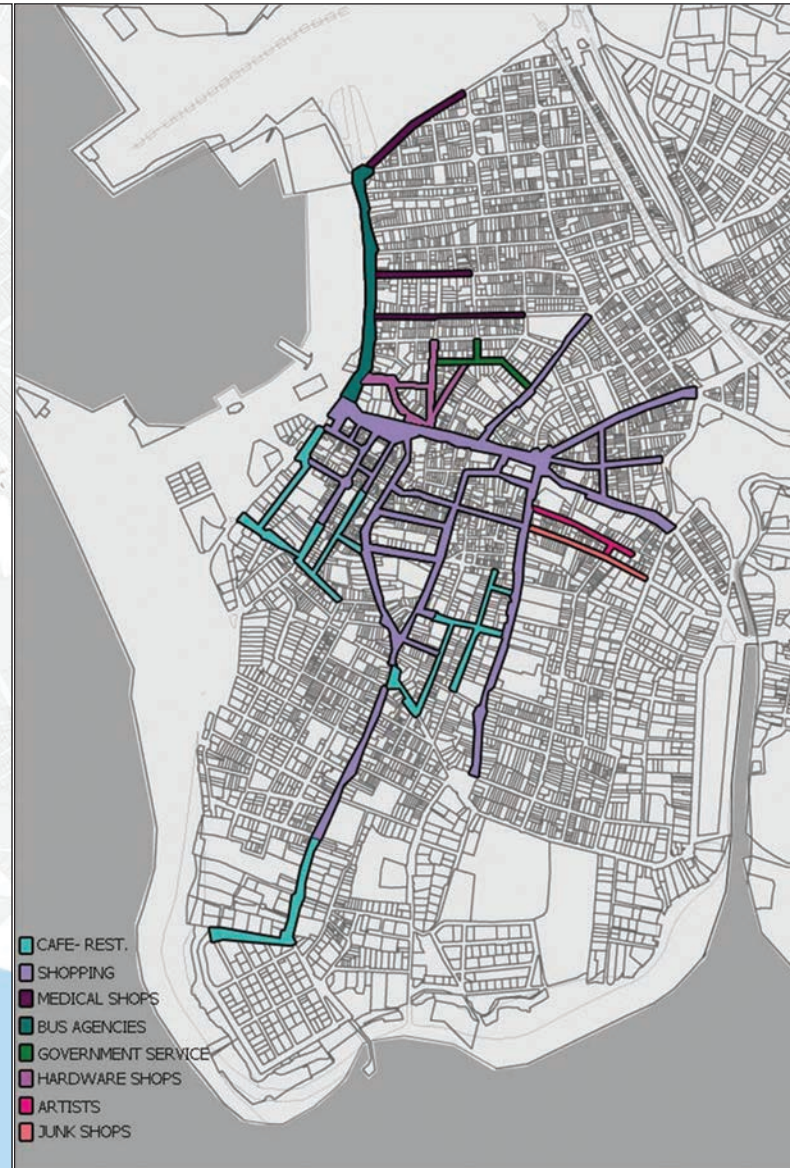 CAFE- REST.
SHOPPING
MEDICAL SHOPS
BUS AGENCIES
GOVERNMENT SERVICE
HARDWARE SHOPS
ARTISTS
JUNK SHOPS